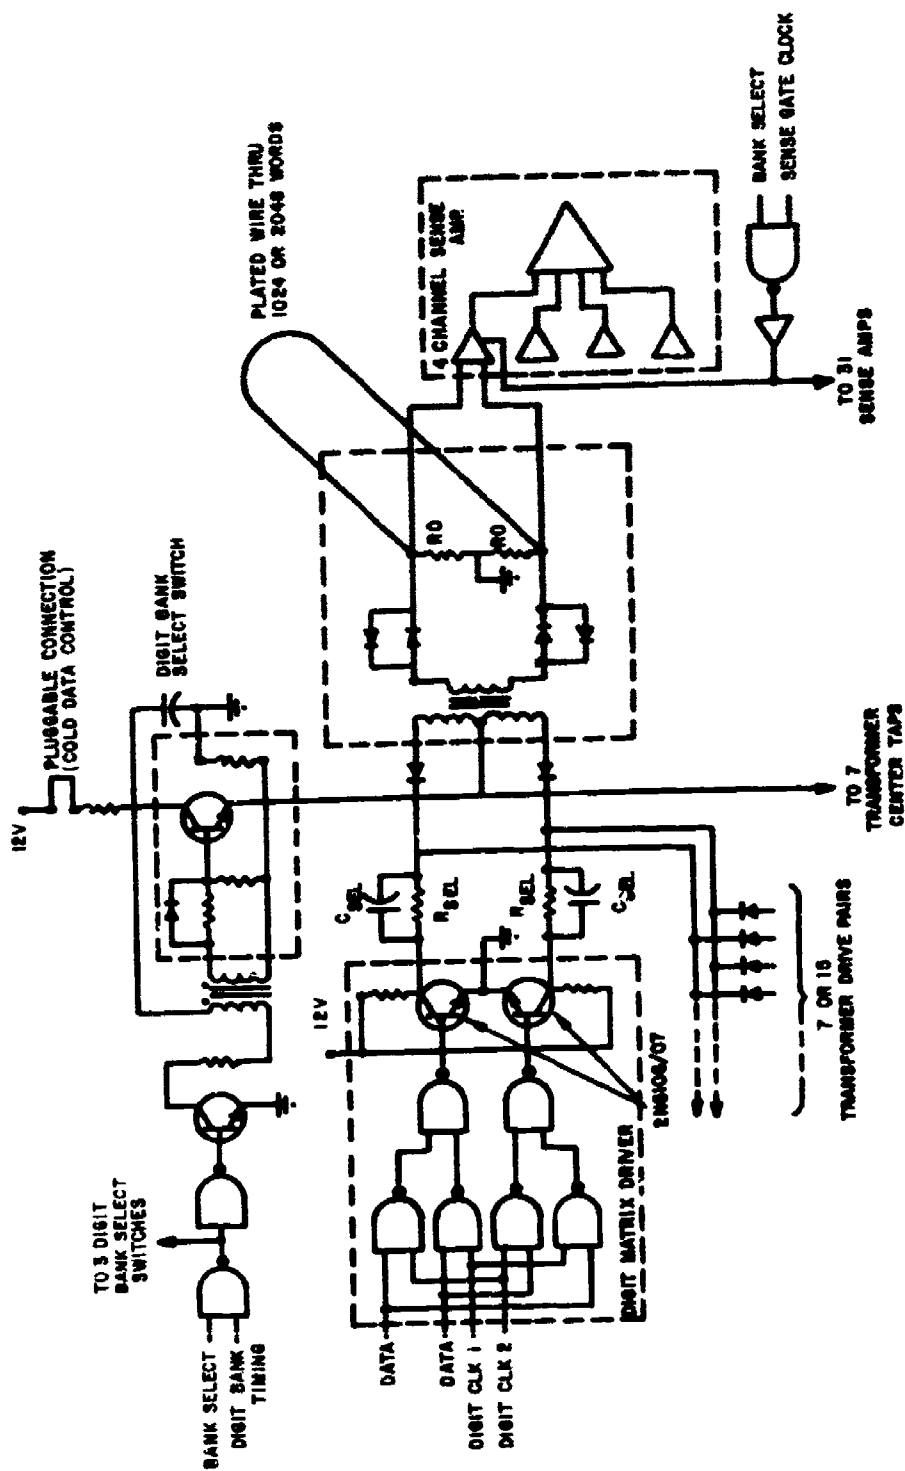 12V
PLUGGABLE CONNECTION
(COLD DATA CONTROL)
DIGIT BANK
SELECT SWITCH
TO 3 DIGIT
BANK SELECT
SWITCHES
BANK SELECT
DIGIT BANK
TIMING
PLATED WIRE THRU
1024 OR 2048 WORDS
12V
C SEL
R SEL
R SEL
C SEL
RO
RO
4 CHANNEL SENSE
AMP.
DATA
DATA
DIGIT CLK 1
DIGIT CLK 2
DIGIT MATRIX DRIVER
2N6106/07
7 OR 15
TRANSFORMER DRIVE PAIRS
TO 7
TRANSFORMER
CENTER TAPS
TO 31
SENSE AMPS
BANK SELECT
SENSE GATE CLOCK